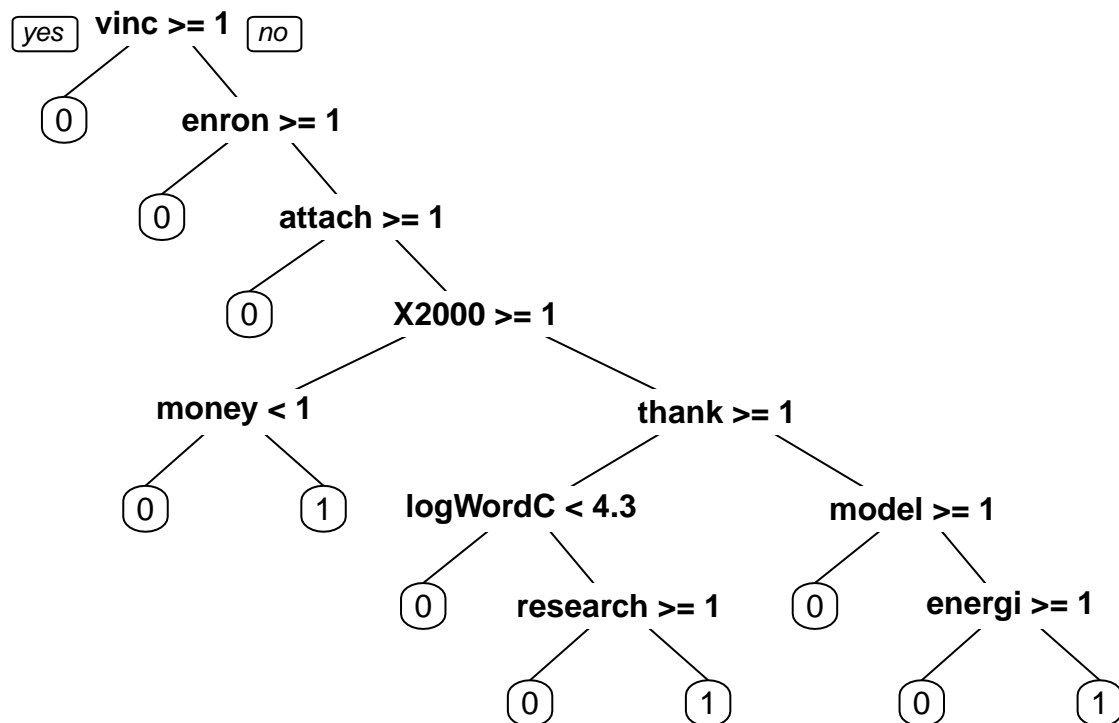 yes vinc >= 1 no
0 enron >= 1
0 attach >= 1
0 X2000 >= 1
money < 1 thank >= 1
0 1 logWordC < 4.3 model >= 1
0 research >= 1 0 energi >= 1
0 1 0 1